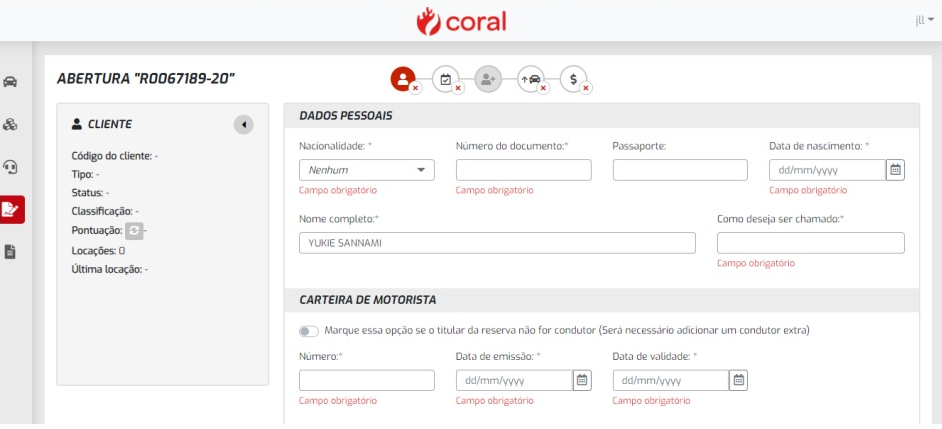 coral
jll
ABERTURA "R0067189-20"
$
CLIENTE
Código do cliente: -
Tipo: -
Status: -
Classificação: -
Pontuação: -
Locações: 0
Última locação: -
DADOS PESSOAIS
Nacionalidade: * Número do documento:* Passaporte: Data de nascimento: *
Nenhum dd/mm/yyyy
Campo obrigatório Campo obrigatório Campo obrigatório
Nome completo:* Como deseja ser chamado:*
YUKIE SANNAMI
Campo obrigatório
CARTEIRA DE MOTORISTA
Marque essa opção se o titular da reserva não for condutor (Será necessário adicionar um condutor extra)
Número:* Data de emissão: * Data de validade: *
dd/mm/yyyy dd/mm/yyyy
Campo obrigatório Campo obrigatório Campo obrigatório